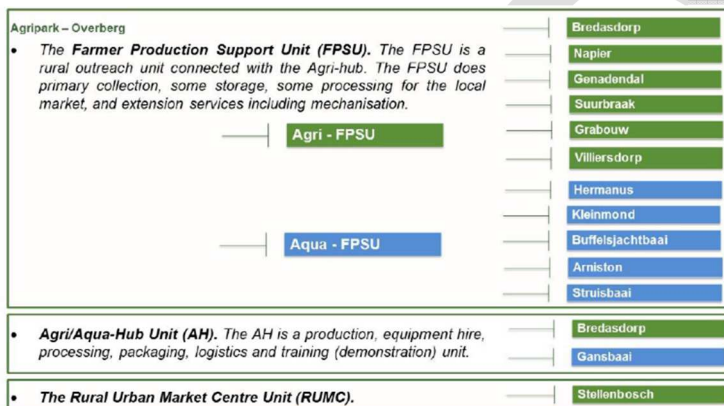 Agripark – Overberg
• The Farmer Production Support Unit (FPSU). The FPSU is a
rural outreach unit connected with the Agri-hub. The FPSU does
primary collection, some storage, some processing for the local
market, and extension services including mechanisation.
Agri - FPSU
Bredasdorp
Napier
Genadendal
Suurbraak
Grabouw
Villiersdorp
Aqua - FPSU
Hermanus
Kleinmond
Buffelsjachtbaai
Arniston
Struisbaai
• Agri/Aqua-Hub Unit (AH). The AH is a production, equipment hire,
processing, packaging, logistics and training (demonstration) unit.
Bredasdorp
Gansbaai
• The Rural Urban Market Centre Unit (RUMC).
Stellenbosch